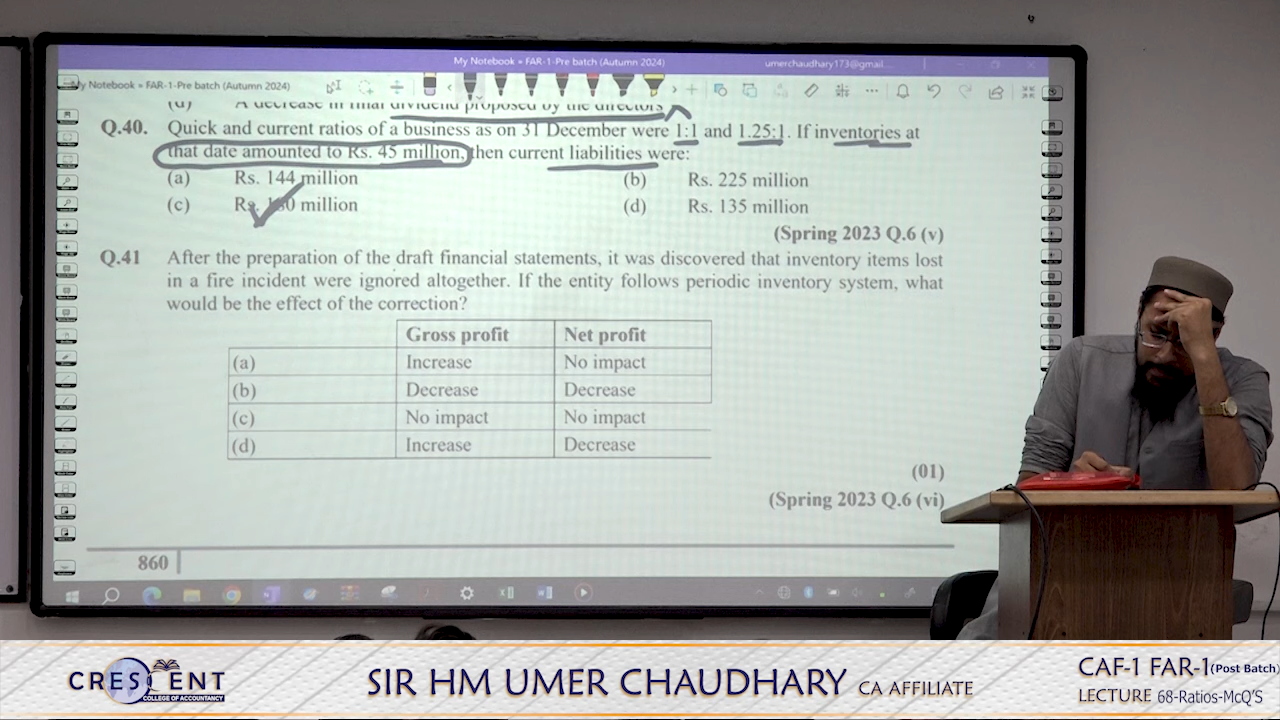 My Notebook » FAR-1-Pre batch (Autumn 2024)
umerchaudhary173@gmail...
My Notebook » FAR-1-Pre batch (Autumn 2024)
(d) A decrease in final dividend proposed by the directors
Q.40. Quick and current ratios of a business as on 31 December were 1:1 and 1.25:1. If inventories at
that date amounted to Rs. 45 million, then current liabilities were:
(a) Rs. 144 million (b) Rs. 225 million
(c) Rs. 180 million (d) Rs. 135 million
(Spring 2023 Q.6 (v)
Q.41 After the preparation of the draft financial statements, it was discovered that inventory items lost
in a fire incident were ignored altogether. If the entity follows periodic inventory system, what
would be the effect of the correction?
Gross profit Net profit
(a) Increase No impact
(b) Decrease Decrease
(c) No impact No impact
(d) Increase Decrease
(01)
(Spring 2023 Q.6 (vi)
860
CRESCENT
COLLEGE OF ACCOUNTANCY
SIR HM UMER CHAUDHARY CA AFFILIATE
CAF-1 FAR-1(Post Batch)
LECTURE 68-Ratios-McQ'S